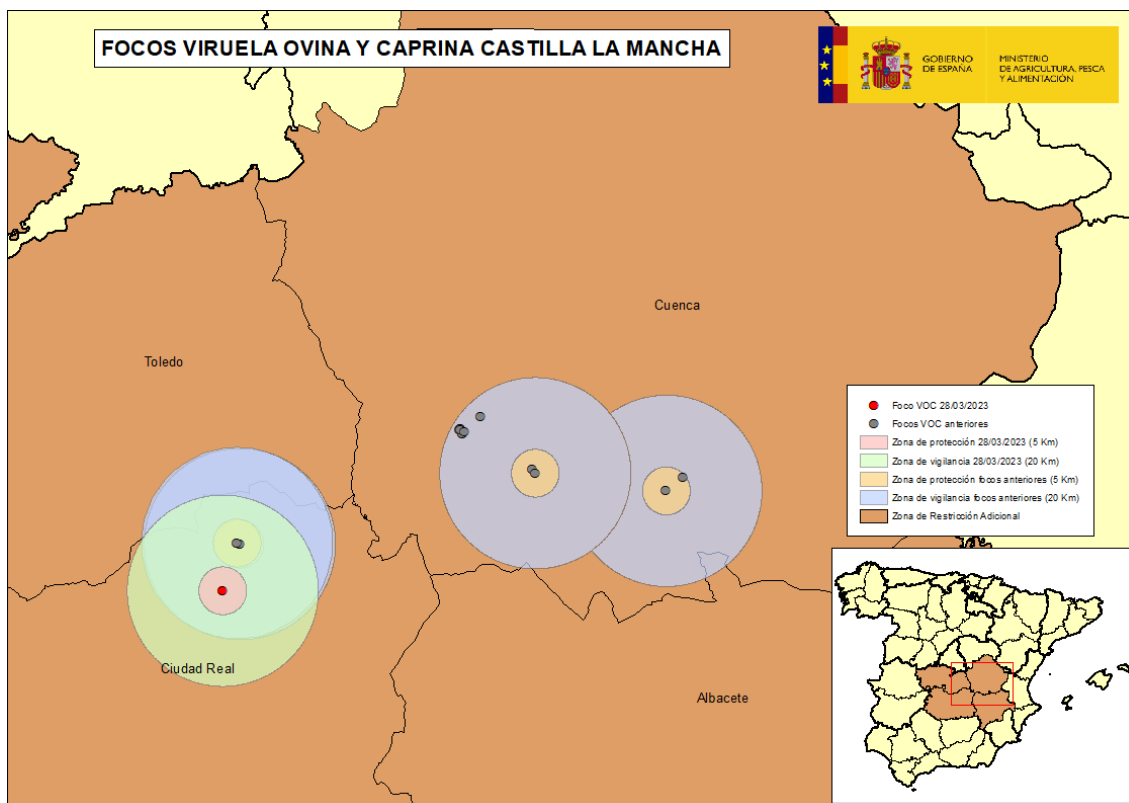 FOCOS VIRUELA OVINA Y CAPRINA CASTILLA LA MANCHA
GOBIERNO
DE ESPAÑA
MINISTERIO
DE AGRICULTURA, PESCA
Y ALIMENTACIÓN
Cuenca
Toledo
Ciudad Real
Albacete
Foco VOC 28/03/2023
Focos VOC anteriores
Zona de protección 28/03/2023 (5 Km)
Zona de vigilancia 28/03/2023 (20 Km)
Zona de protección focos anteriores (5 Km)
Zona de vigilancia focos anteriores (20 Km)
Zona de Restricción Adicional